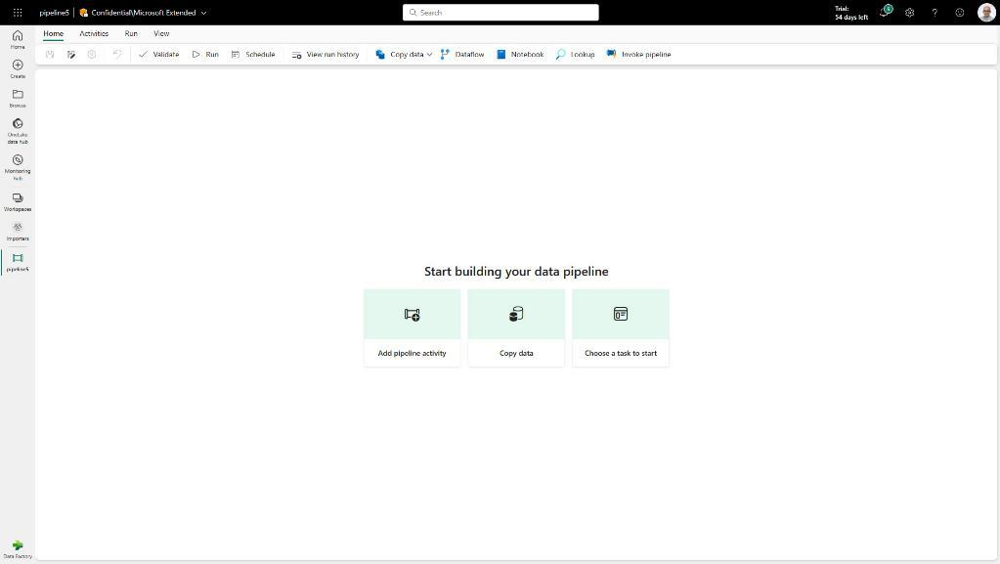 pipeline5 | Confidential\Microsoft Extended
Search
Trial:
54 days left
5
?
Home Activities Run View
Validate Run Schedule View run history Copy data Dataflow Notebook Lookup Invoke pipeline
Home
Create
Browse
OneLake
data hub
Monitoring
hub
Workspaces
Importers
pipeline5
Start building your data pipeline
Add pipeline activity Copy data Choose a task to start
Data Factory